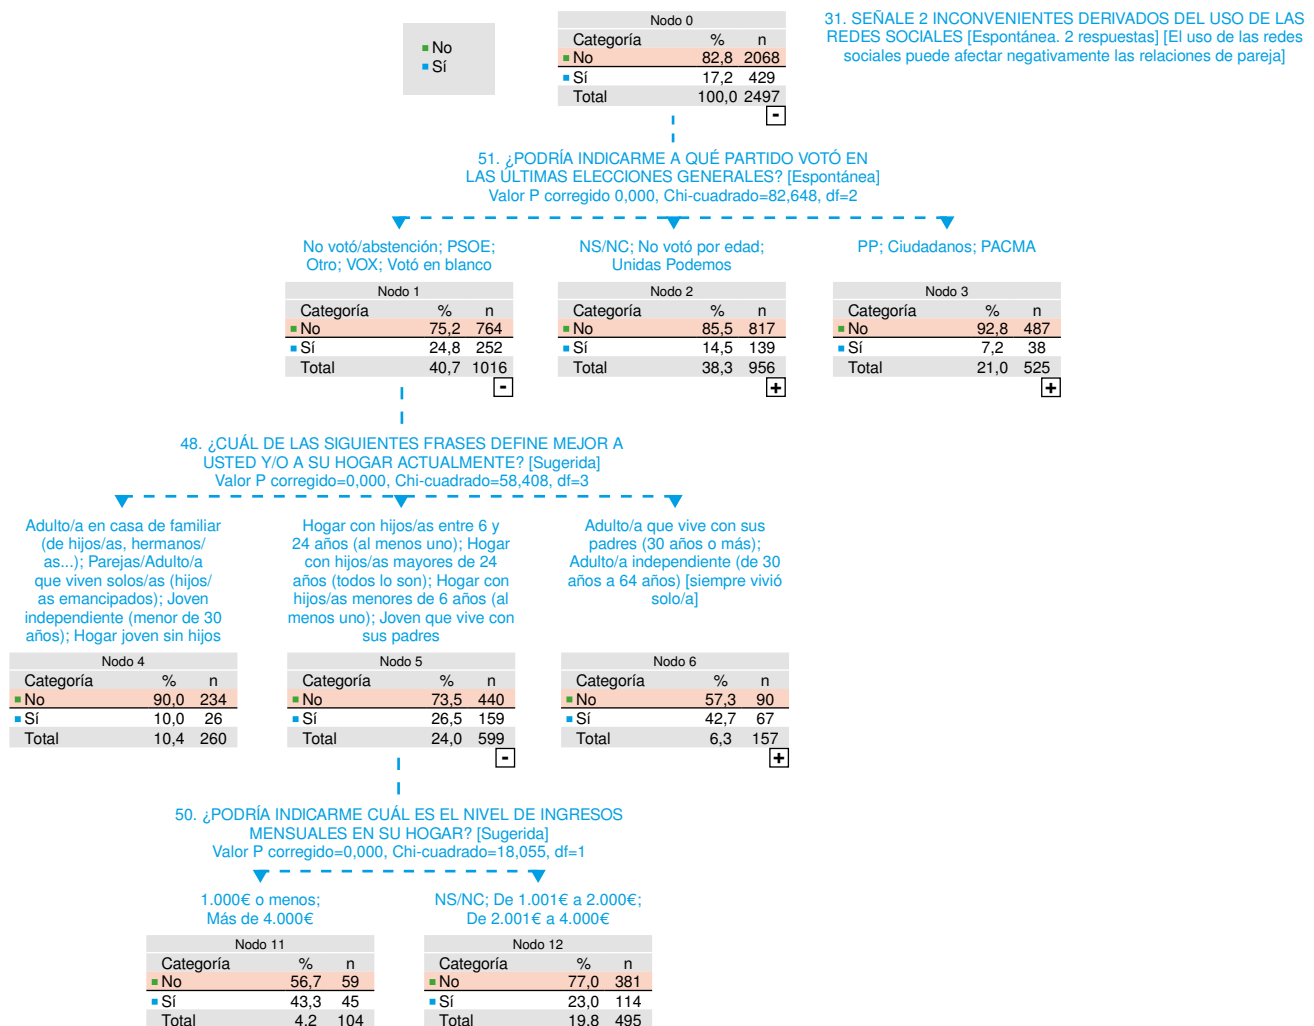 No
Sí
Nodo 0
Categoría % n
No 82,8 2068
Sí 17,2 429
Total 100,0 2497
-
31. SEÑALE 2 INCONVENIENTES DERIVADOS DEL USO DE LAS
REDES SOCIALES [Espontánea. 2 respuestas] [El uso de las redes
sociales puede afectar negativamente las relaciones de pareja]
51. ¿PODRÍA INDICARME A QUÉ PARTIDO VOTÓ EN
LAS ÚLTIMAS ELECCIONES GENERALES? [Espontánea]
Valor P corregido 0,000, Chi-cuadrado=82,648, df=2
No votó/abstención; PSOE;
Otro; VOX; Votó en blanco
Nodo 1
Categoría % n
No 75,2 764
Sí 24,8 252
Total 40,7 1016
-
NS/NC; No votó por edad;
Unidas Podemos
Nodo 2
Categoría % n
No 85,5 817
Sí 14,5 139
Total 38,3 956
+
PP; Ciudadanos; PACMA
Nodo 3
Categoría % n
No 92,8 487
Sí 7,2 38
Total 21,0 525
+
48. ¿CUÁL DE LAS SIGUIENTES FRASES DEFINE MEJOR A
USTED Y/O A SU HOGAR ACTUALMENTE? [Sugerida]
Valor P corregido=0,000, Chi-cuadrado=58,408, df=3
Adulto/a en casa de familiar
(de hijos/as, hermanos/
as...); Parejas/Adulto/a
que viven solos/as (hijos/
as emancipados); Joven
independiente (menor de 30
años); Hogar joven sin hijos
Nodo 4
Categoría % n
No 90,0 234
Sí 10,0 26
Total 10,4 260
Hogar con hijos/as entre 6 y
24 años (al menos uno); Hogar
con hijos/as mayores de 24
años (todos lo son); Hogar con
hijos/as menores de 6 años (al
menos uno); Joven que vive con
sus padres
Nodo 5
Categoría % n
No 73,5 440
Sí 26,5 159
Total 24,0 599
-
Adulto/a que vive con sus
padres (30 años o más);
Adulto/a independiente (de 30
años a 64 años) [siempre vivió
solo/a]
Nodo 6
Categoría % n
No 57,3 90
Sí 42,7 67
Total 6,3 157
+
50. ¿PODRÍA INDICARME CUÁL ES EL NIVEL DE INGRESOS
MENSUALES EN SU HOGAR? [Sugerida]
Valor P corregido=0,000, Chi-cuadrado=18,055, df=1
1.000€ o menos;
Más de 4.000€
Nodo 11
Categoría % n
No 56,7 59
Sí 43,3 45
Total 4,2 104
NS/NC; De 1.001€ a 2.000€;
De 2.001€ a 4.000€
Nodo 12
Categoría % n
No 77,0 381
Sí 23,0 114
Total 19,8 495